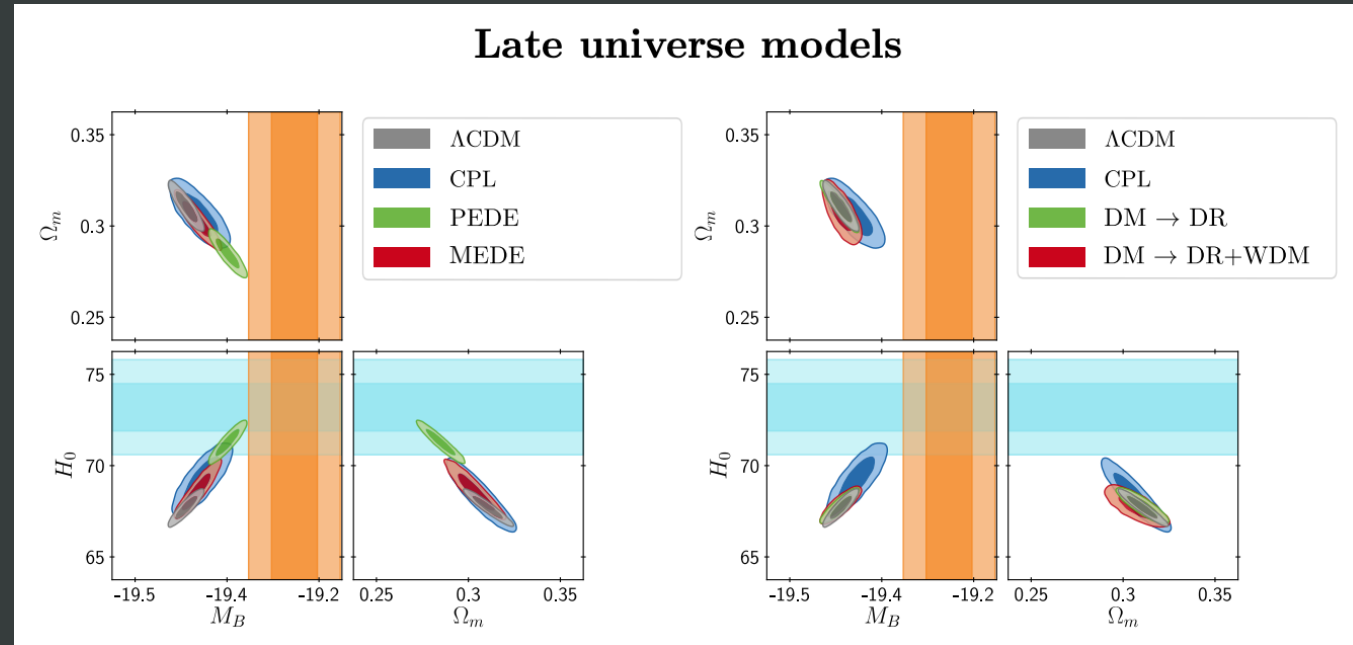 Late universe models
0.35
0.3
0.25
Ωm
ΛCDM
CPL
PEDE
MEDE
75
70
65
H0
-19.5
-19.4
-19.2
MB
0.25
0.3
0.35
Ωm
0.35
0.3
0.25
Ωm
ΛCDM
CPL
DM → DR
DM → DR+WDM
75
70
65
H0
-19.5
-19.4
-19.2
MB
0.25
0.3
0.35
Ωm